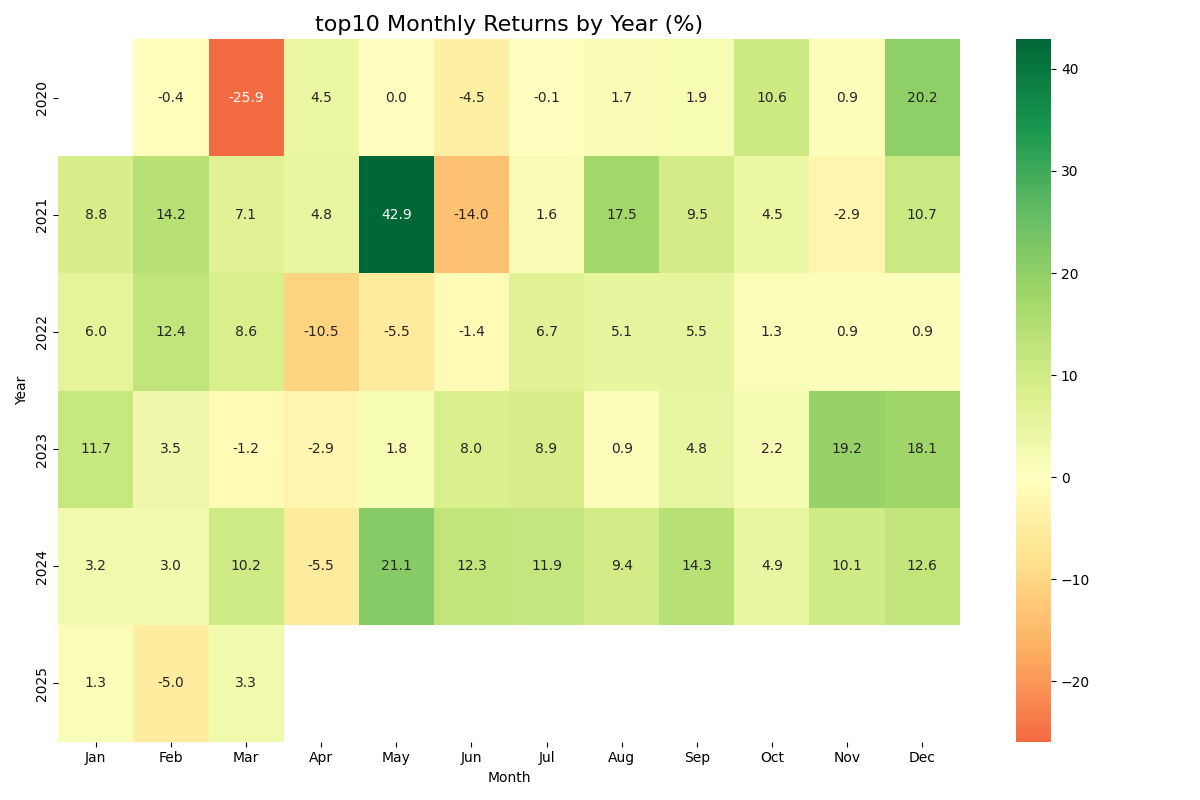 top10 Monthly Returns by Year (%)
2020 -0.4 -25.9 4.5 0.0 -4.5 -0.1 1.7 1.9 10.6 0.9 20.2
2021 8.8 14.2 7.1 4.8 42.9 -14.0 1.6 17.5 9.5 4.5 -2.9 10.7
2022 6.0 12.4 8.6 -10.5 -5.5 -1.4 6.7 5.1 5.5 1.3 0.9 0.9
Year
2023 11.7 3.5 -1.2 -2.9 1.8 8.0 8.9 0.9 4.8 2.2 19.2 18.1
2024 3.2 3.0 10.2 -5.5 21.1 12.3 11.9 9.4 14.3 4.9 10.1 12.6
2025 1.3 -5.0 3.3
Jan Feb Mar Apr May Jun Jul Aug Sep Oct Nov Dec
Month
40
30
20
10
0
−10
−20